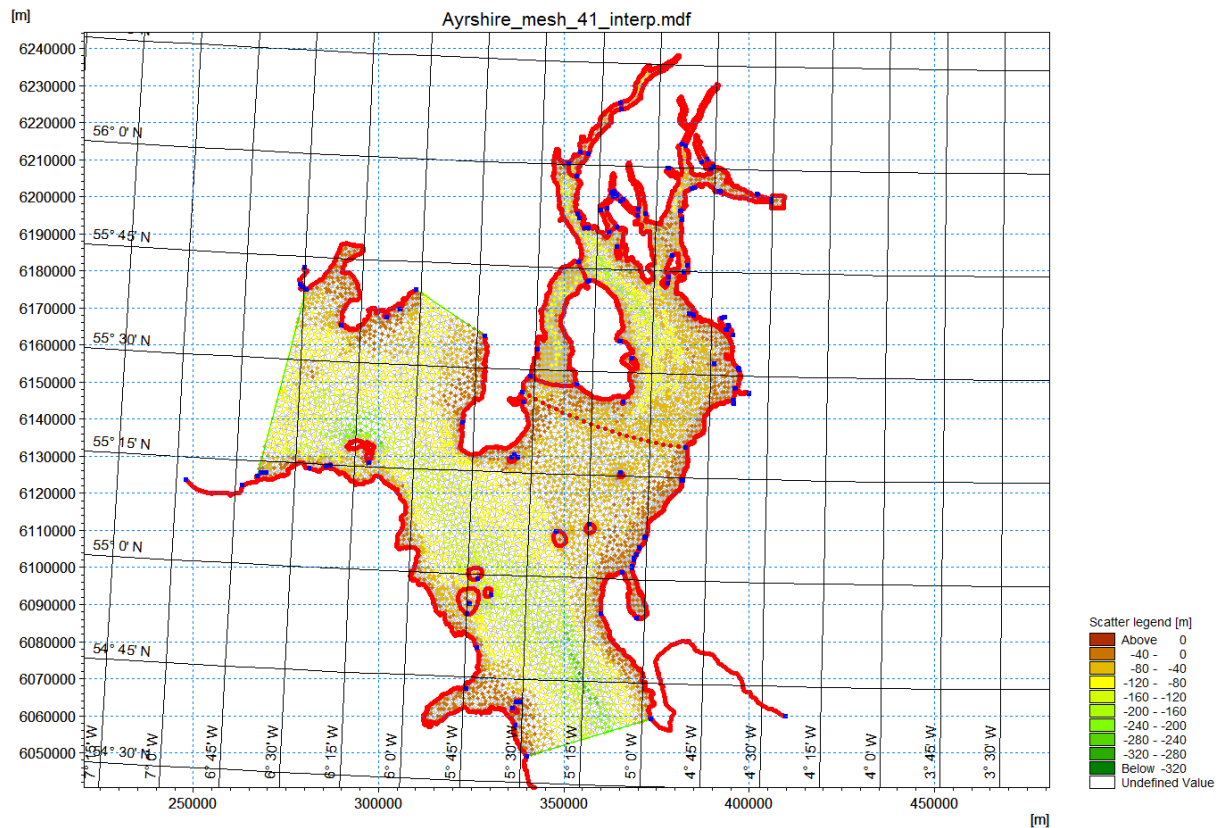 [m]
Ayrshire_mesh_41_interp.mdf
6240000
6230000
6220000
56° 0' N
6210000
6200000
6190000
55° 45' N
6180000
6170000
55° 30' N
6160000
6150000
6140000
55° 15' N
6130000
6120000
6110000
55° 0' N
6100000
6090000
6080000
54° 45' N
6070000
6060000
54° 30' N
6050000
7° 15' W
7° 0' W
6° 45' W
6° 30' W
6° 15' W
6° 0' W
5° 45' W
5° 30' W
5° 15' W
5° 0' W
4° 45' W
4° 30' W
4° 15' W
4° 0' W
3° 45' W
3° 30' W
250000
300000
350000
400000
450000
[m]
Scatter legend [m]
Above 0
-40 - 0
-80 - -40
-120 - -80
-160 - -120
-200 - -160
-240 - -200
-280 - -240
-320 - -280
Below -320
Undefined Value